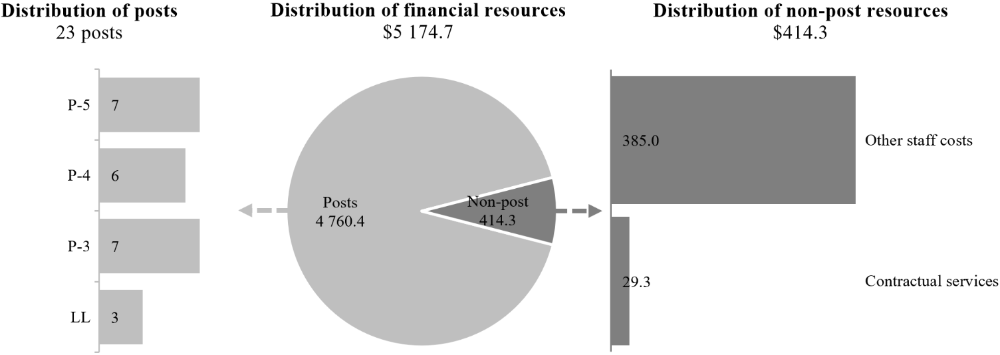 Distribution of posts
23 posts
P-5
7
P-4
6
P-3
7
LL
3
Distribution of financial resources
$5 174.7
Posts
4 760.4
Non-post
414.3
Distribution of non-post resources
$414.3
385.0
Other staff costs
29.3
Contractual services